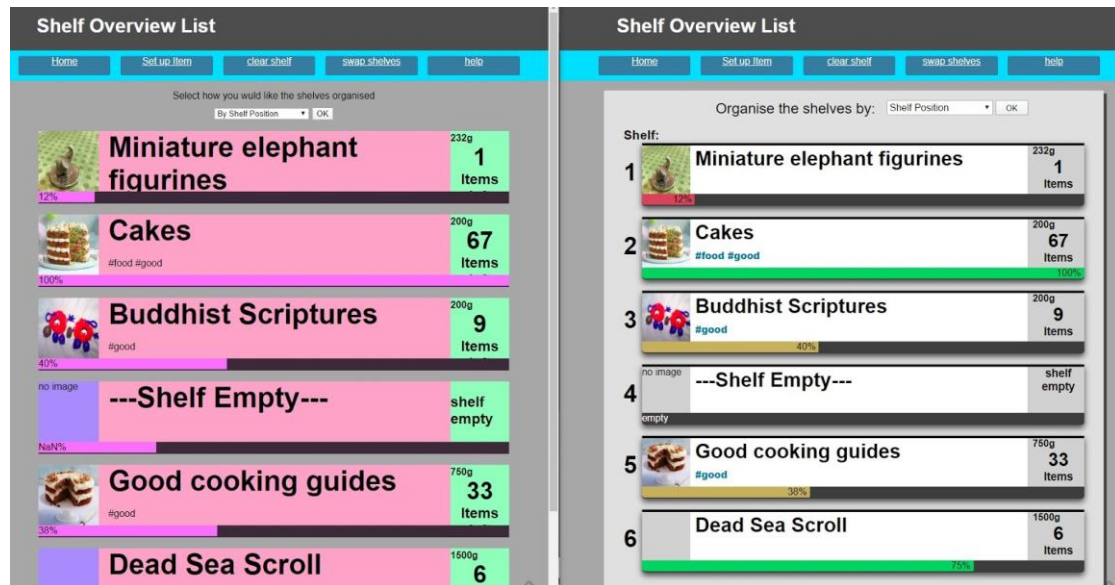 Shelf Overview List
Home Set up Item clear shelf swap shelves help
Select how you wuld like the shelves organised
By Shelf Position OK
Miniature elephant
figurines
232g
1
Items
12%
Cakes
#food #good
200g
67
Items
100%
Buddhist Scriptures
#good
200g
9
Items
40%
no image
---Shelf Empty---
shelf
empty
NaN%
Good cooking guides
#good
750g
33
Items
38%
Dead Sea Scroll
1500g
6
Shelf Overview List
Home Set up Item clear shelf swap shelves help
Organise the shelves by: Shelf Position OK
Shelf:
1
Miniature elephant figurines
232g
1
Items
12%
2
Cakes
#food #good
200g
67
Items
100%
3
Buddhist Scriptures
#good
200g
9
Items
40%
4
no image
---Shelf Empty---
shelf
empty
empty
5
Good cooking guides
#good
750g
33
Items
38%
6
Dead Sea Scroll
1500g
6
Items
75%